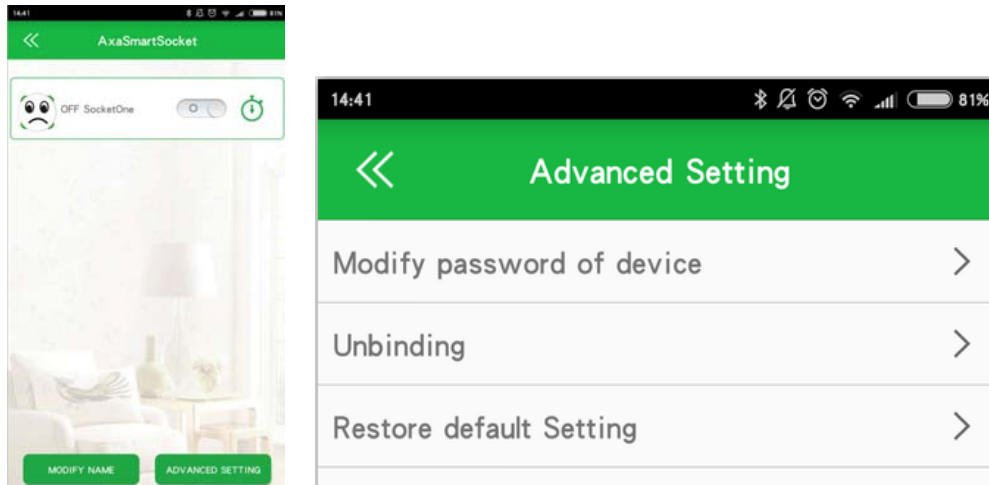 14:41
81%
AxaSmartSocket
OFF SocketOne
MODIFY NAME
ADVANCED SETTING
14:41
81%
Advanced Setting
Modify password of device
Unbinding
Restore default Setting